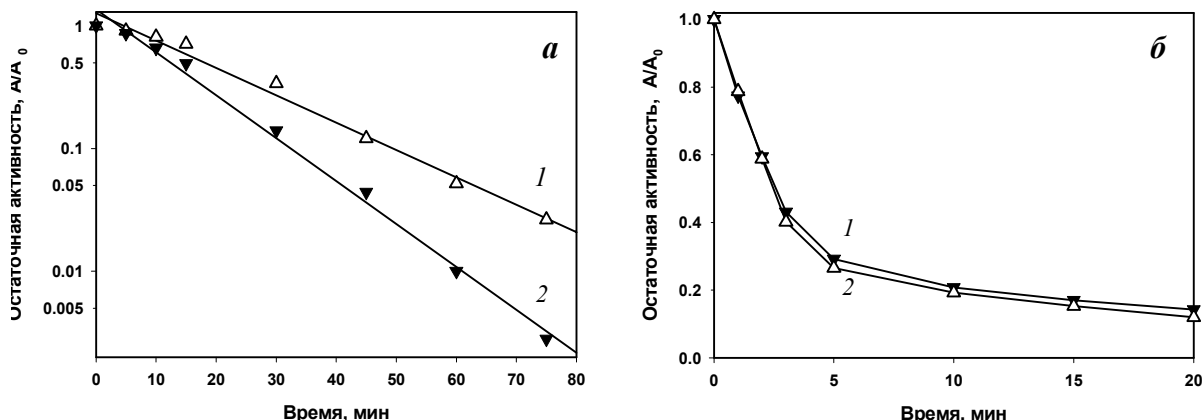 а
Остаточная активность, A/A0
1
0.5
0.1
0.05
0.01
0.005
1
2
0 10 20 30 40 50 60 70 80
Время, мин
б
Остаточная активность, A/A0
1.0
0.8
0.6
0.4
0.2
0.0
1
2
0 5 10 15 20
Время, мин